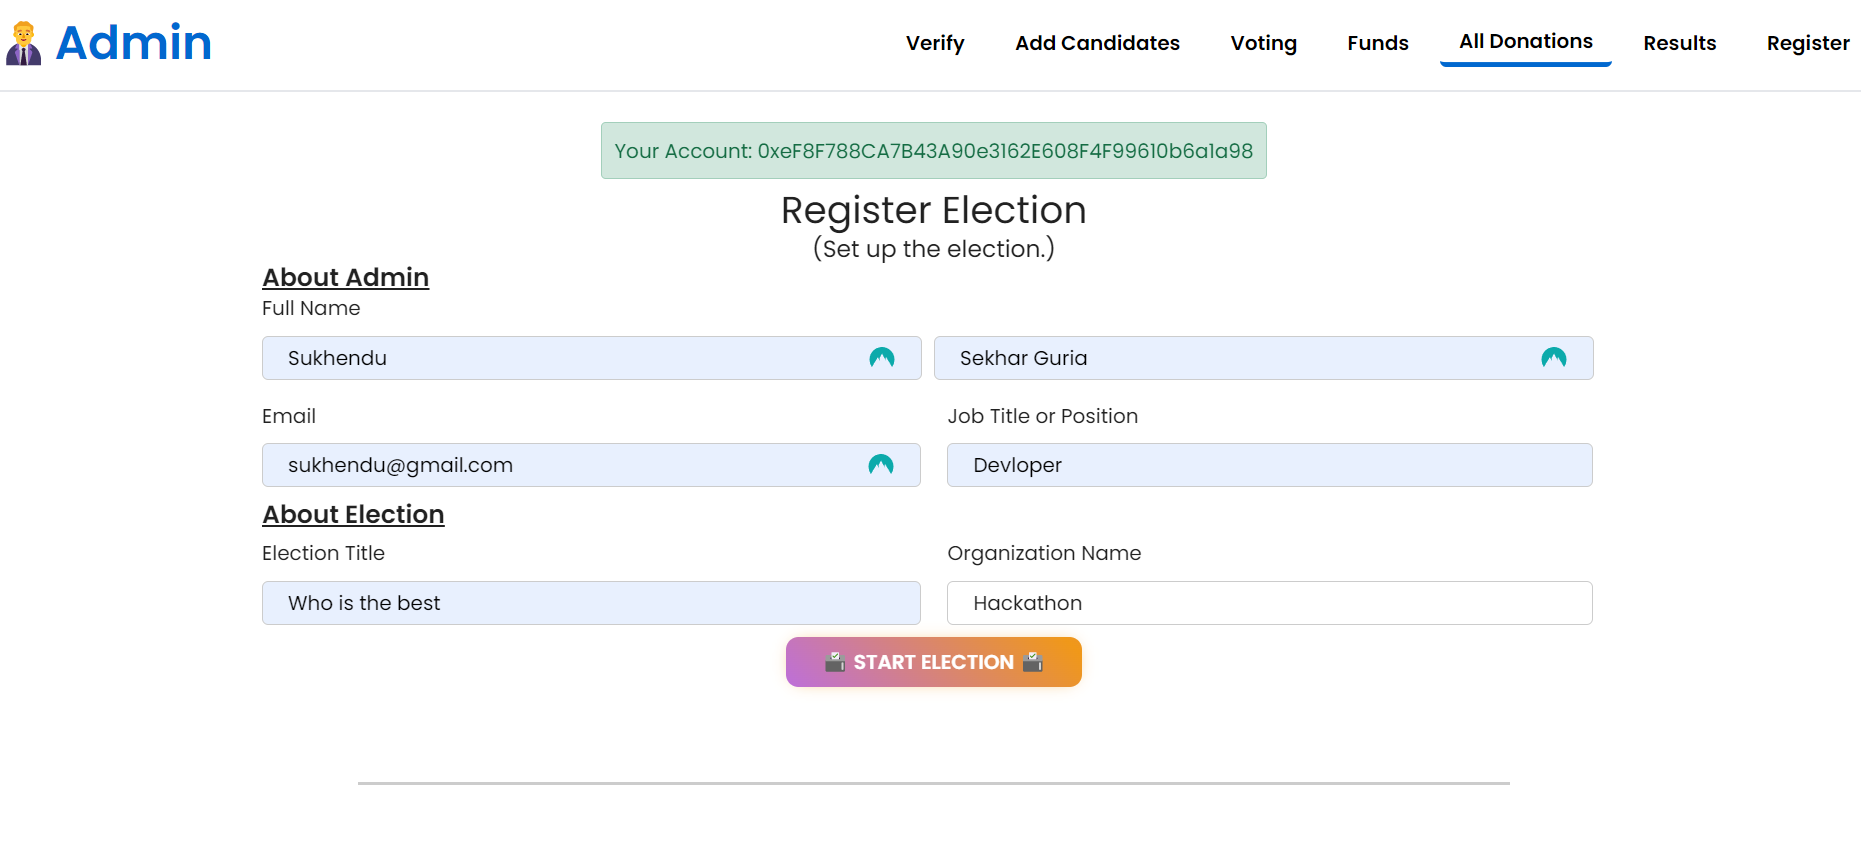 Admin
Verify Add Candidates Voting Funds All Donations Results Register
Your Account: 0xeF8F788CA7B43A90e3162E608F4F99610b6a1a98
Register Election
(Set up the election.)
About Admin
Full Name
Sukhendu Sekhar Guria
Email Job Title or Position
sukhendu@gmail.com Devloper
About Election
Election Title Organization Name
Who is the best Hackathon
START ELECTION